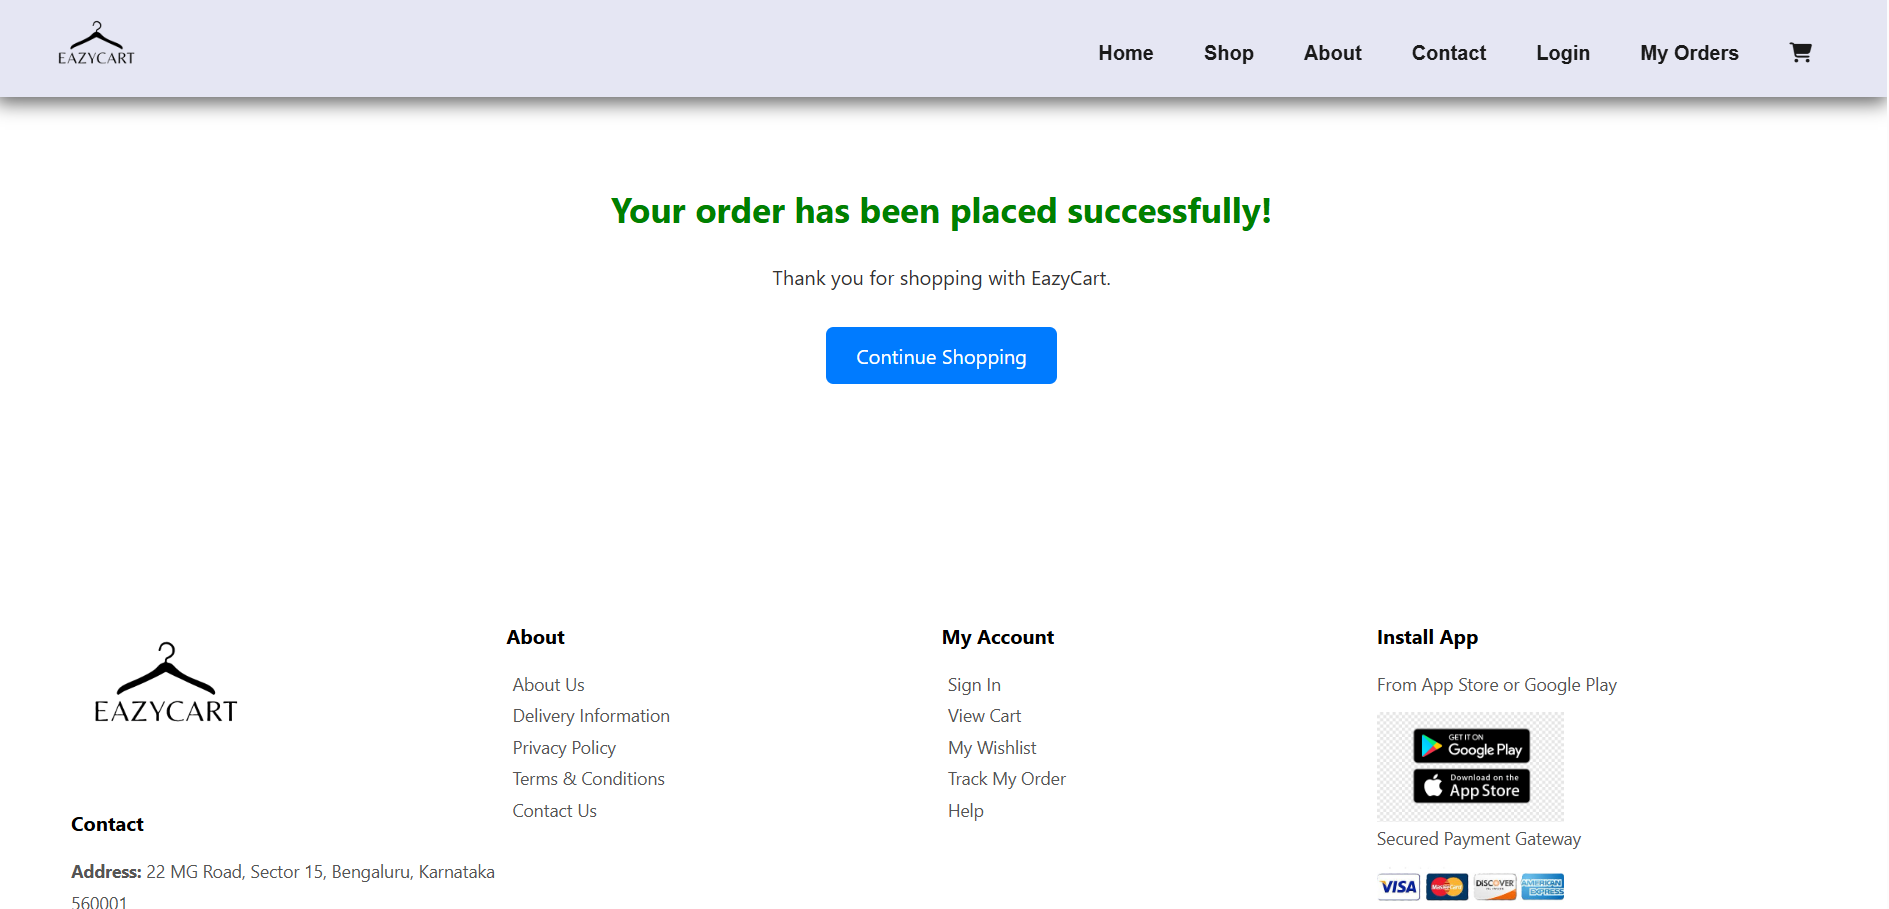 EAZYCART
Home Shop About Contact Login My Orders
Your order has been placed successfully!
Thank you for shopping with EazyCart.
Continue Shopping
EAZYCART
Contact
Address: 22 MG Road, Sector 15, Bengaluru, Karnataka
560001
About
About Us
Delivery Information
Privacy Policy
Terms & Conditions
Contact Us
My Account
Sign In
View Cart
My Wishlist
Track My Order
Help
Install App
From App Store or Google Play
GET IT ON
Google Play
Download on the
App Store
Secured Payment Gateway
VISA MasterCard DISCOVER AMERICAN EXPRESS